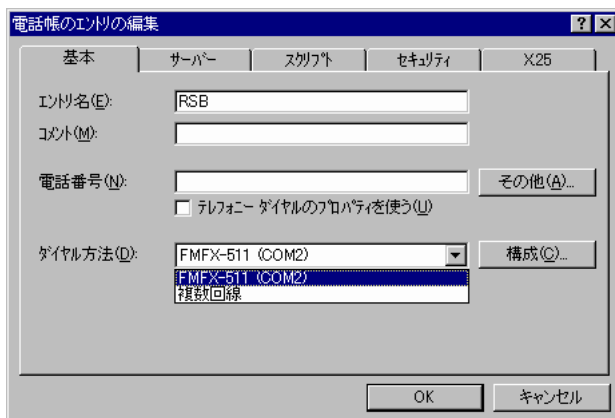 電話帳のエントリの編集
基本 サーバー スクリプト セキュリティ X.25
エントリ名(E): RSB
コメント(M):
電話番号(N): その他(A)...
テレフォニー ダイヤルのプロパティを使う(U)
ダイヤル方法(D): FMFX-511 (COM2) 構成(C)...
FMFX-511 (COM2)
複数回線
OK キャンセル